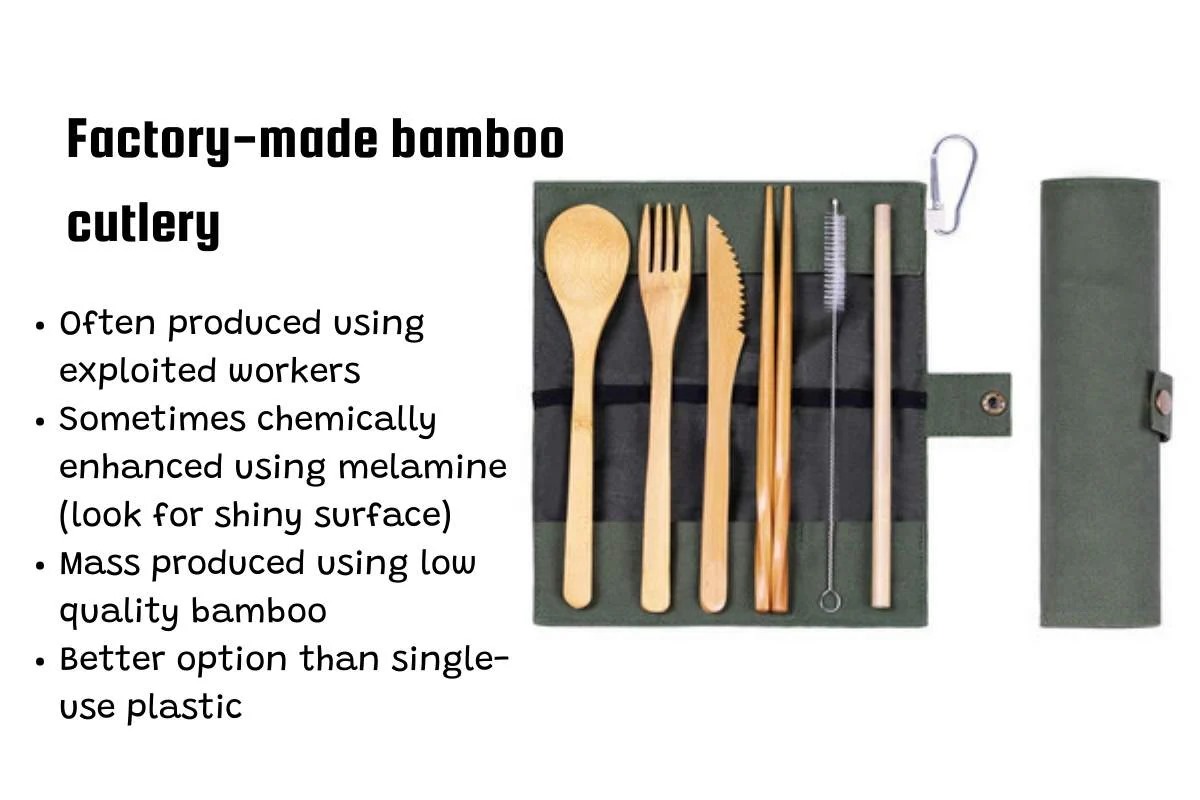 Factory-made bamboo
cutlery
• Often produced using
exploited workers
• Sometimes chemically
enhanced using melamine
(look for shiny surface)
• Mass produced using low
quality bamboo
• Better option than single-
use plastic